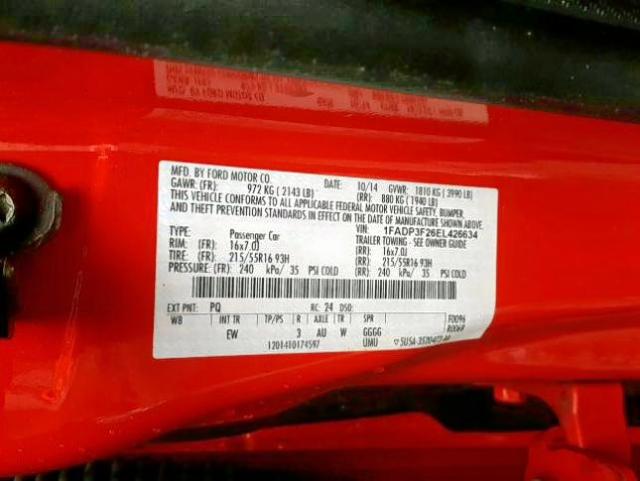 MFD. BY FORD MOTOR CO. DATE: 10/14 GVWR: 1810 KG ( 3990 LB)
GAWR: (FR): 972 KG ( 2143 LB) (RR): 880 KG ( 1940 LB)
THIS VEHICLE CONFORMS TO ALL APPLICABLE FEDERAL MOTOR VEHICLE SAFETY, BUMPER,
AND THEFT PREVENTION STANDARDS IN EFFECT ON THE DATE OF MANUFACTURE SHOWN ABOVE.
VIN: 1FADP3F26EL426634
TYPE: Passenger Car TRAILER TOWING - SEE OWNER GUIDE
RIM: (FR): 16x7.0J (RR): 16x7.0J
TIRE: (FR): 215/55R16 93H (RR): 215/55R16 93H
PRESSURE: (FR): 240 kPa/ 35 PSI COLD (RR): 240 kPa/ 35 PSI COLD
EXT PNT: PQ RC: 24 DSO:
WB INT TR TP/PS R AXLE TR SPR F0096
EW 3 AU W GGGG
1201410174597 UMU